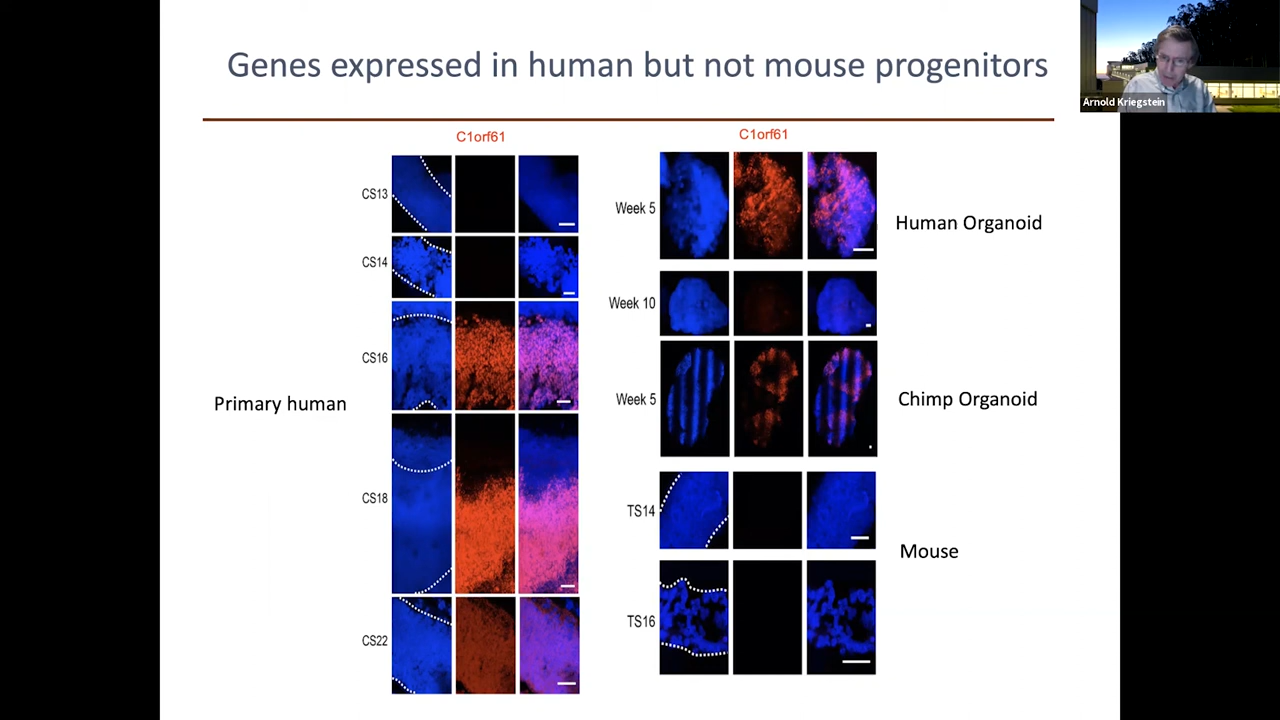 Genes expressed in human but not mouse progenitors
Arnold Kriegstein
C1orf61
CS13
CS14
CS16
Primary human
CS18
CS22
C1orf61
Week 5
Human Organoid
Week 10
Week 5
Chimp Organoid
TS14
Mouse
TS16